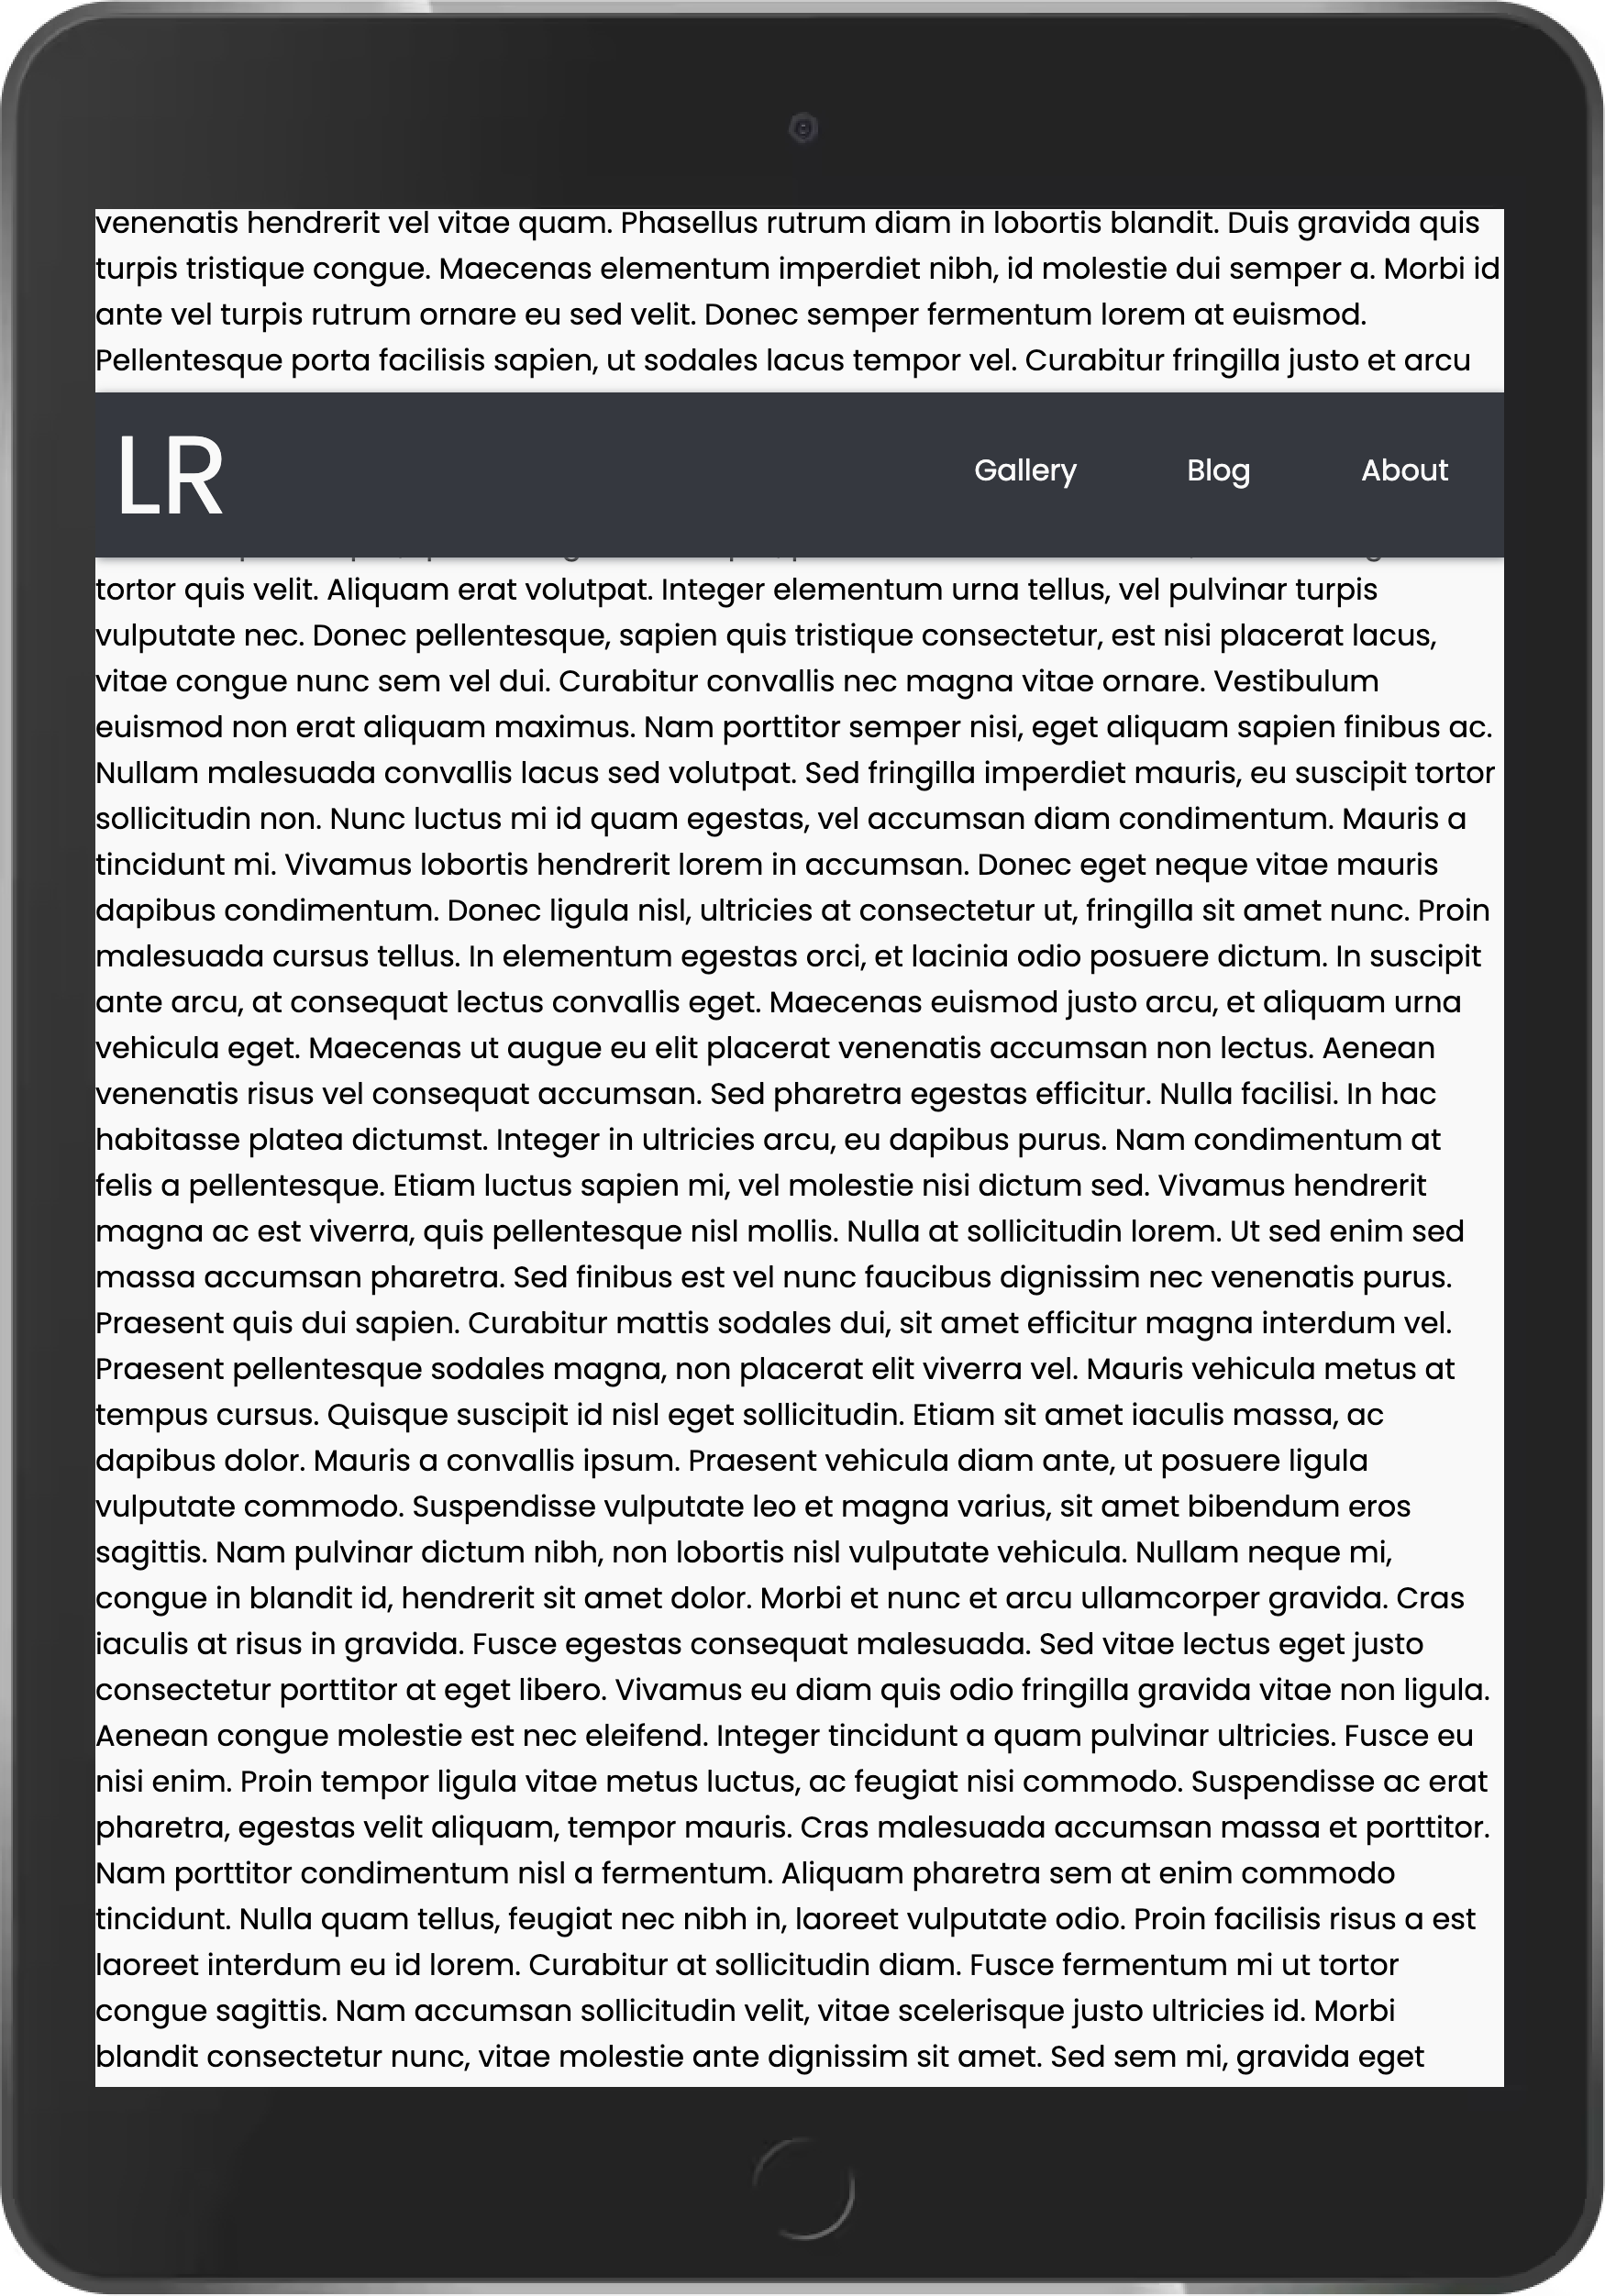 venenatis hendrerit vel vitae quam. Phasellus rutrum diam in lobortis blandit. Duis gravida quis
turpis tristique congue. Maecenas elementum imperdiet nibh, id molestie dui semper a. Morbi id
ante vel turpis rutrum ornare eu sed velit. Donec semper fermentum lorem at euismod.
Pellentesque porta facilisis sapien, ut sodales lacus tempor vel. Curabitur fringilla justo et arcu
LR Gallery Blog About
tortor quis velit. Aliquam erat volutpat. Integer elementum urna tellus, vel pulvinar turpis
vulputate nec. Donec pellentesque, sapien quis tristique consectetur, est nisi placerat lacus,
vitae congue nunc sem vel dui. Curabitur convallis nec magna vitae ornare. Vestibulum
euismod non erat aliquam maximus. Nam porttitor semper nisi, eget aliquam sapien finibus ac.
Nullam malesuada convallis lacus sed volutpat. Sed fringilla imperdiet mauris, eu suscipit tortor
sollicitudin non. Nunc luctus mi id quam egestas, vel accumsan diam condimentum. Mauris a
tincidunt mi. Vivamus lobortis hendrerit lorem in accumsan. Donec eget neque vitae mauris
dapibus condimentum. Donec ligula nisl, ultricies at consectetur ut, fringilla sit amet nunc. Proin
malesuada cursus tellus. In elementum egestas orci, et lacinia odio posuere dictum. In suscipit
ante arcu, at consequat lectus convallis eget. Maecenas euismod justo arcu, et aliquam urna
vehicula eget. Maecenas ut augue eu elit placerat venenatis accumsan non lectus. Aenean
venenatis risus vel consequat accumsan. Sed pharetra egestas efficitur. Nulla facilisi. In hac
habitasse platea dictumst. Integer in ultricies arcu, eu dapibus purus. Nam condimentum at
felis a pellentesque. Etiam luctus sapien mi, vel molestie nisi dictum sed. Vivamus hendrerit
magna ac est viverra, quis pellentesque nisl mollis. Nulla at sollicitudin lorem. Ut sed enim sed
massa accumsan pharetra. Sed finibus est vel nunc faucibus dignissim nec venenatis purus.
Praesent quis dui sapien. Curabitur mattis sodales dui, sit amet efficitur magna interdum vel.
Praesent pellentesque sodales magna, non placerat elit viverra vel. Mauris vehicula metus at
tempus cursus. Quisque suscipit id nisl eget sollicitudin. Etiam sit amet iaculis massa, ac
dapibus dolor. Mauris a convallis ipsum. Praesent vehicula diam ante, ut posuere ligula
vulputate commodo. Suspendisse vulputate leo et magna varius, sit amet bibendum eros
sagittis. Nam pulvinar dictum nibh, non lobortis nisl vulputate vehicula. Nullam neque mi,
congue in blandit id, hendrerit sit amet dolor. Morbi et nunc et arcu ullamcorper gravida. Cras
iaculis at risus in gravida. Fusce egestas consequat malesuada. Sed vitae lectus eget justo
consectetur porttitor at eget libero. Vivamus eu diam quis odio fringilla gravida vitae non ligula.
Aenean congue molestie est nec eleifend. Integer tincidunt a quam pulvinar ultricies. Fusce eu
nisi enim. Proin tempor ligula vitae metus luctus, ac feugiat nisi commodo. Suspendisse ac erat
pharetra, egestas velit aliquam, tempor mauris. Cras malesuada accumsan massa et porttitor.
Nam porttitor condimentum nisl a fermentum. Aliquam pharetra sem at enim commodo
tincidunt. Nulla quam tellus, feugiat nec nibh in, laoreet vulputate odio. Proin facilisis risus a est
laoreet interdum eu id lorem. Curabitur at sollicitudin diam. Fusce fermentum mi ut tortor
congue sagittis. Nam accumsan sollicitudin velit, vitae scelerisque justo ultricies id. Morbi
blandit consectetur nunc, vitae molestie ante dignissim sit amet. Sed sem mi, gravida eget